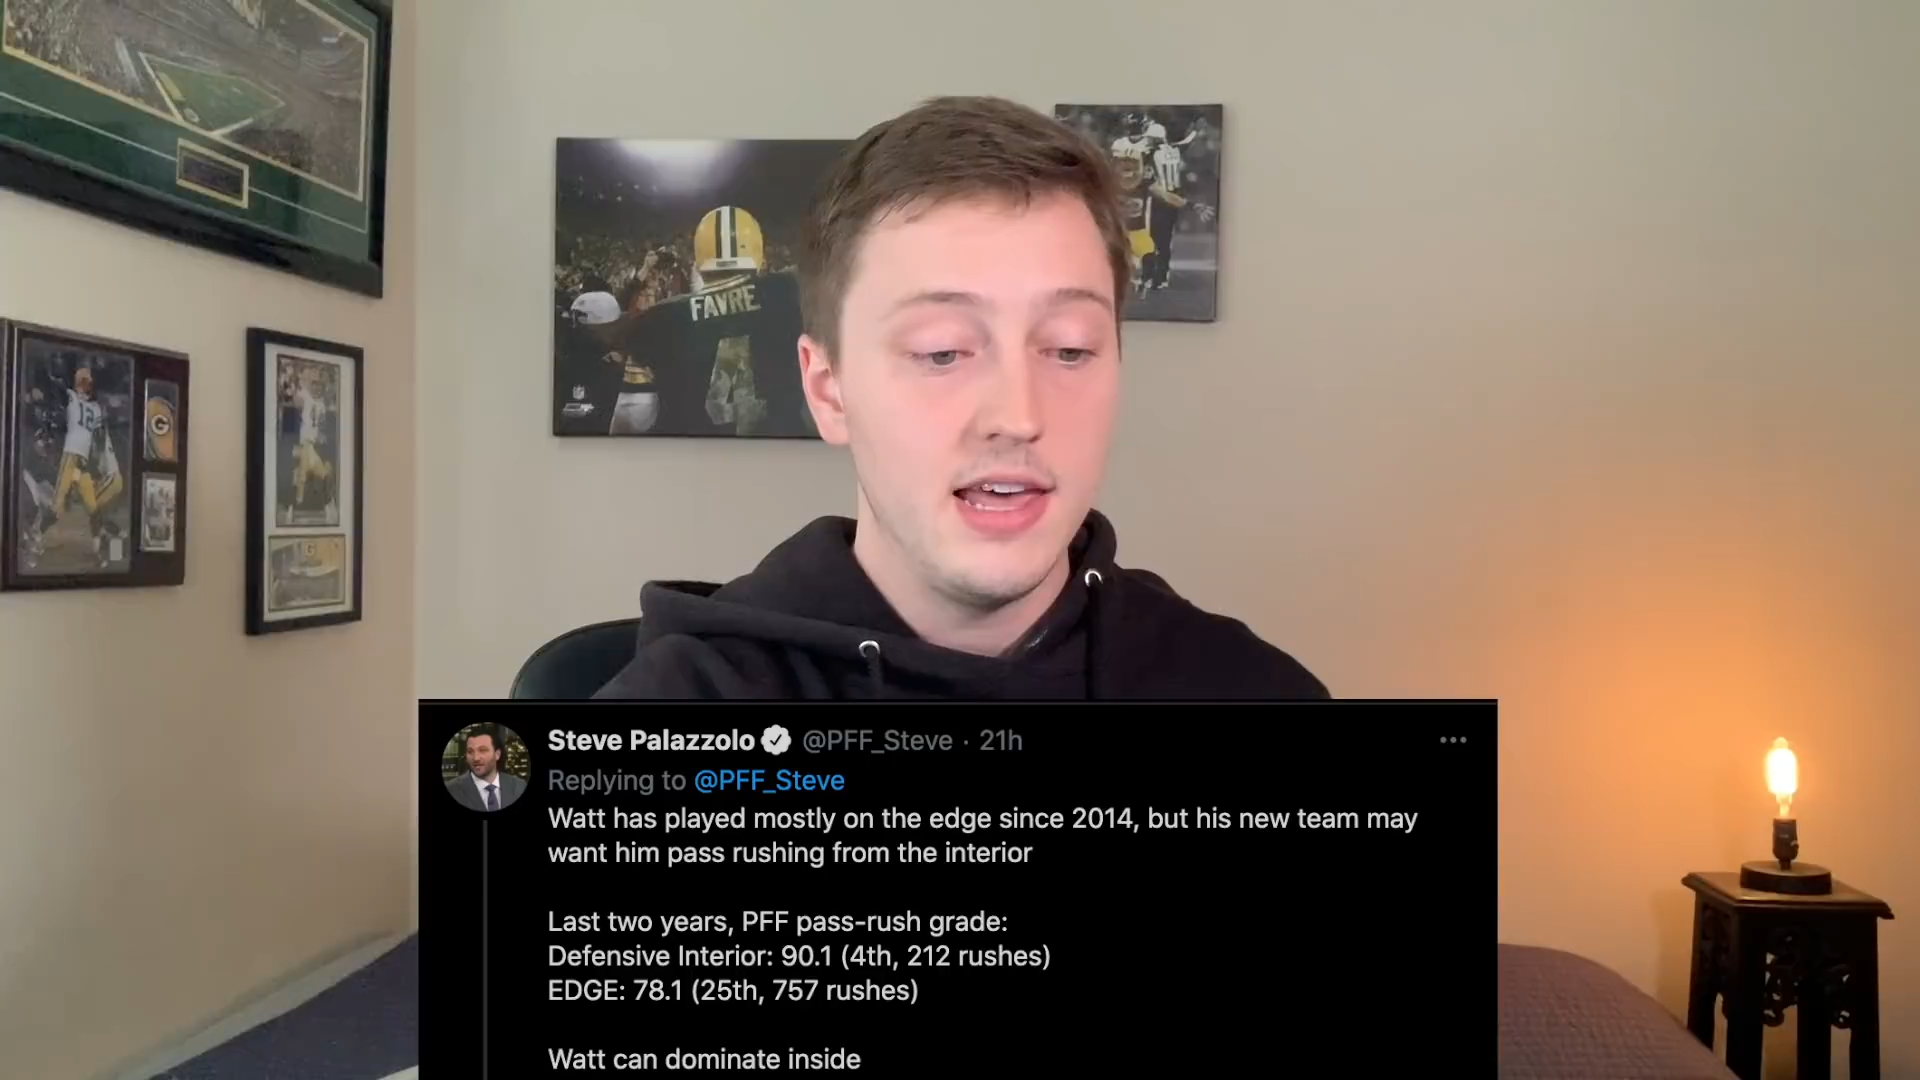 FAVRE
4
12
G
G
Steve Palazzolo @PFF_Steve · 21h
Replying to @PFF_Steve
Watt has played mostly on the edge since 2014, but his new team may
want him pass rushing from the interior
Last two years, PFF pass-rush grade:
Defensive Interior: 90.1 (4th, 212 rushes)
EDGE: 78.1 (25th, 757 rushes)
Watt can dominate inside